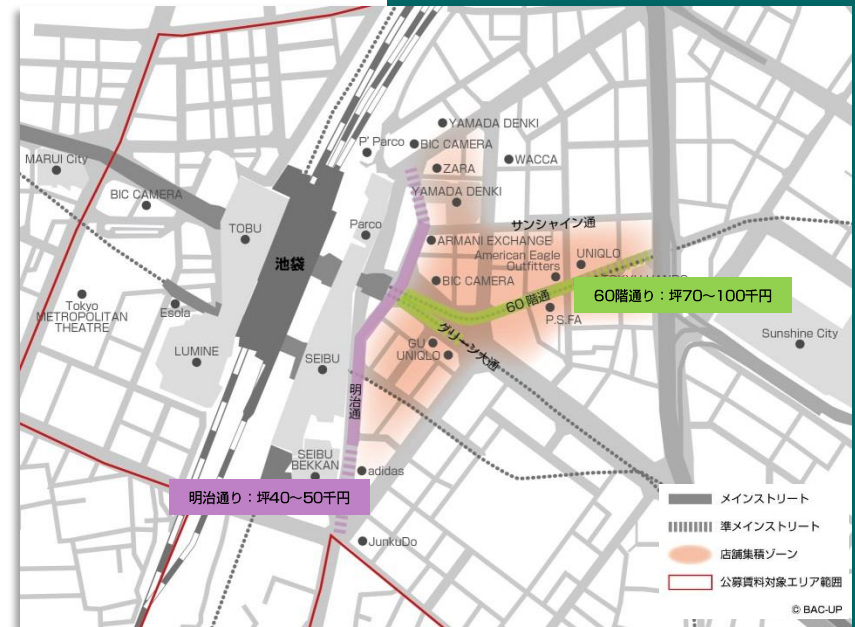 YAMADA DENKI
P' Parco
BIC CAMERA
MARUI City
WACCA
ZARA
BIC CAMERA
YAMADA DENKI
TOBU
Parco
サンシャイン通
ARMANI EXCHANGE
American Eagle
Outfitters
UNIQLO
池袋
BIC CAMERA
60階通り：坪70～100千円
60階通
Tokyo
METROPOLITAN
THEATRE
Esola
P.S.FA
グリーン大通
Sunshine City
GU
UNIQLO
LUMINE
SEIBU
明治通
SEIBU
BEKKAN
adidas
明治通り：坪40～50千円
JunkuDo
メインストリート
準メインストリート
店舗集積ゾーン
公募賃料対象エリア範囲
© BAC-UP